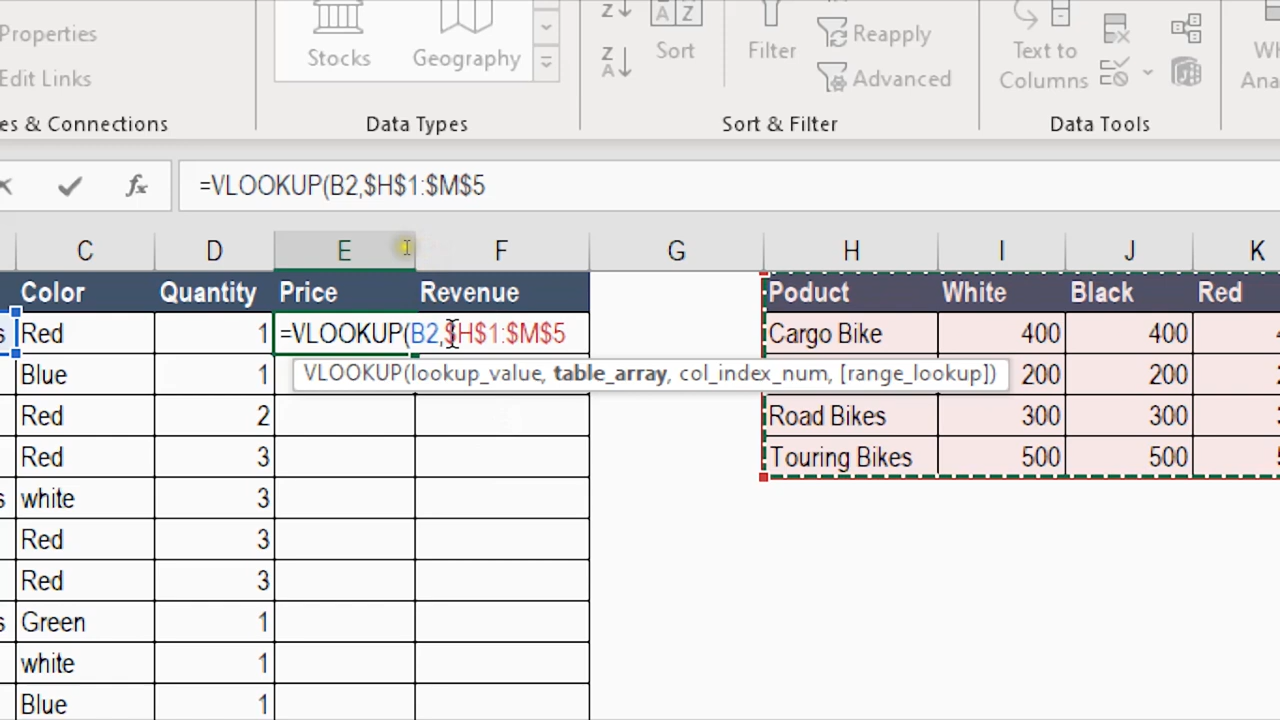 Properties
Edit Links
es & Connections
Stocks
Geography
Data Types
Z
Z
A
A Z
Sort
Filter
Reapply
Advanced
Sort & Filter
Text to
Columns
Data Tools
Wh
Ana
fx
=VLOOKUP(B2,$H$1:$M$5
C D E F G H I J K
Color Quantity Price Revenue Poduct White Black Red
s Red 1 =VLOOKUP(B2,$H$1:$M$5 Cargo Bike 400 400
VLOOKUP(lookup_value, table_array, col_index_num, [range_lookup])
Blue 1 200 200
Red 2 Road Bikes 300 300
Red 3 Touring Bikes 500 500
s white 3
Red 3
Red 3
s Green 1
white 1
Blue 1